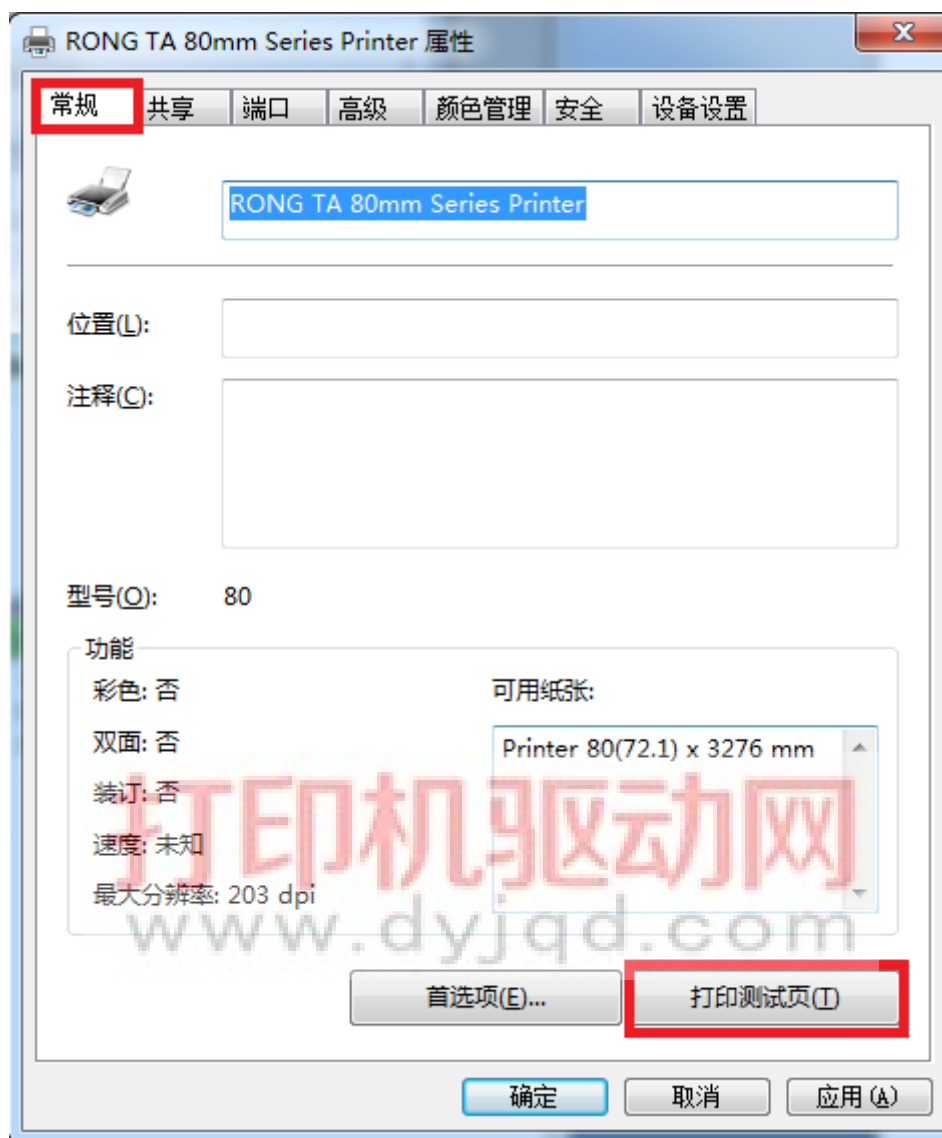 RONG TA 80mm Series Printer 属性
常规 共享 端口 高级 颜色管理 安全 设备设置
RONG TA 80mm Series Printer
位置(L):
注释(C):
型号(O): 80
功能
彩色: 否 可用纸张:
双面: 否 Printer 80(72.1) x 3276 mm
装订: 否
速度: 未知
最大分辨率: 203 dpi
打印机驱动网
www.dyjqd.com
首选项(E)... 打印测试页(T)
确定 取消 应用(A)